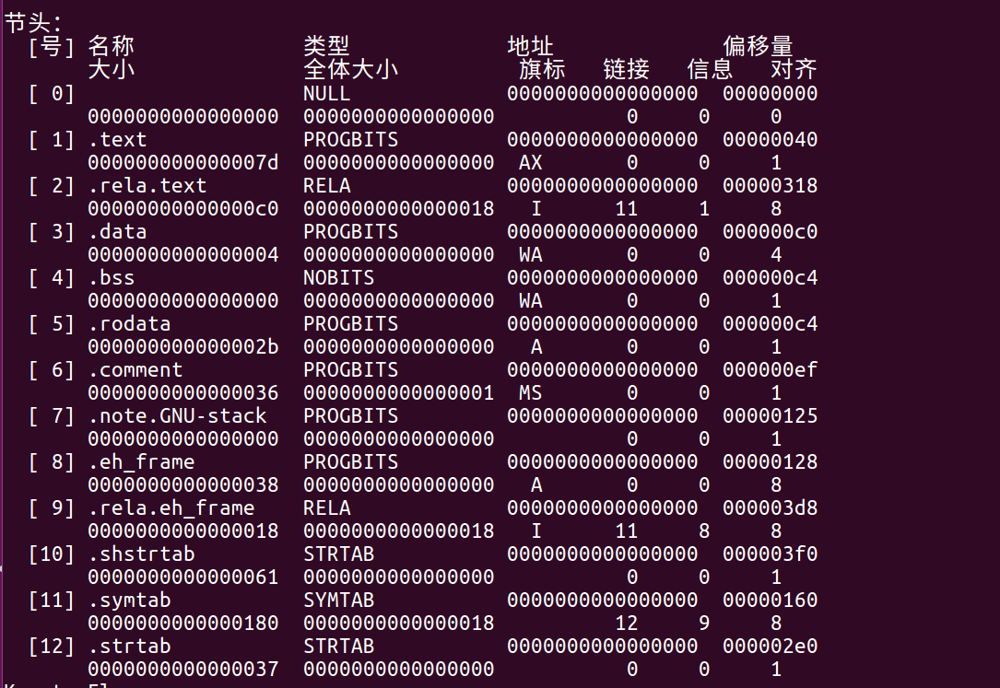 节头：
[号] 名称 类型 地址 偏移量
大小 全体大小 旗标 链接 信息 对齐
[ 0] NULL 0000000000000000 00000000
0000000000000000 0000000000000000 0 0 0
[ 1] .text PROGBITS 0000000000000000 00000040
000000000000007d 0000000000000000 AX 0 0 1
[ 2] .rela.text RELA 0000000000000000 00000318
00000000000000c0 0000000000000018 I 11 1 8
[ 3] .data PROGBITS 0000000000000000 000000c0
0000000000000004 0000000000000000 WA 0 0 4
[ 4] .bss NOBITS 0000000000000000 000000c4
0000000000000000 0000000000000000 WA 0 0 1
[ 5] .rodata PROGBITS 0000000000000000 000000c4
000000000000002b 0000000000000000 A 0 0 1
[ 6] .comment PROGBITS 0000000000000000 000000ef
0000000000000036 0000000000000001 MS 0 0 1
[ 7] .note.GNU-stack PROGBITS 0000000000000000 00000125
0000000000000000 0000000000000000 0 0 1
[ 8] .eh_frame PROGBITS 0000000000000000 00000128
0000000000000038 0000000000000000 A 0 0 8
[ 9] .rela.eh_frame RELA 0000000000000000 000003d8
0000000000000018 0000000000000018 I 11 8 8
[10] .shstrtab STRTAB 0000000000000000 000003f0
0000000000000061 0000000000000000 0 0 1
[11] .symtab SYMTAB 0000000000000000 00000160
0000000000000180 0000000000000018 12 9 8
[12] .strtab STRTAB 0000000000000000 000002e0
0000000000000037 0000000000000000 0 0 1